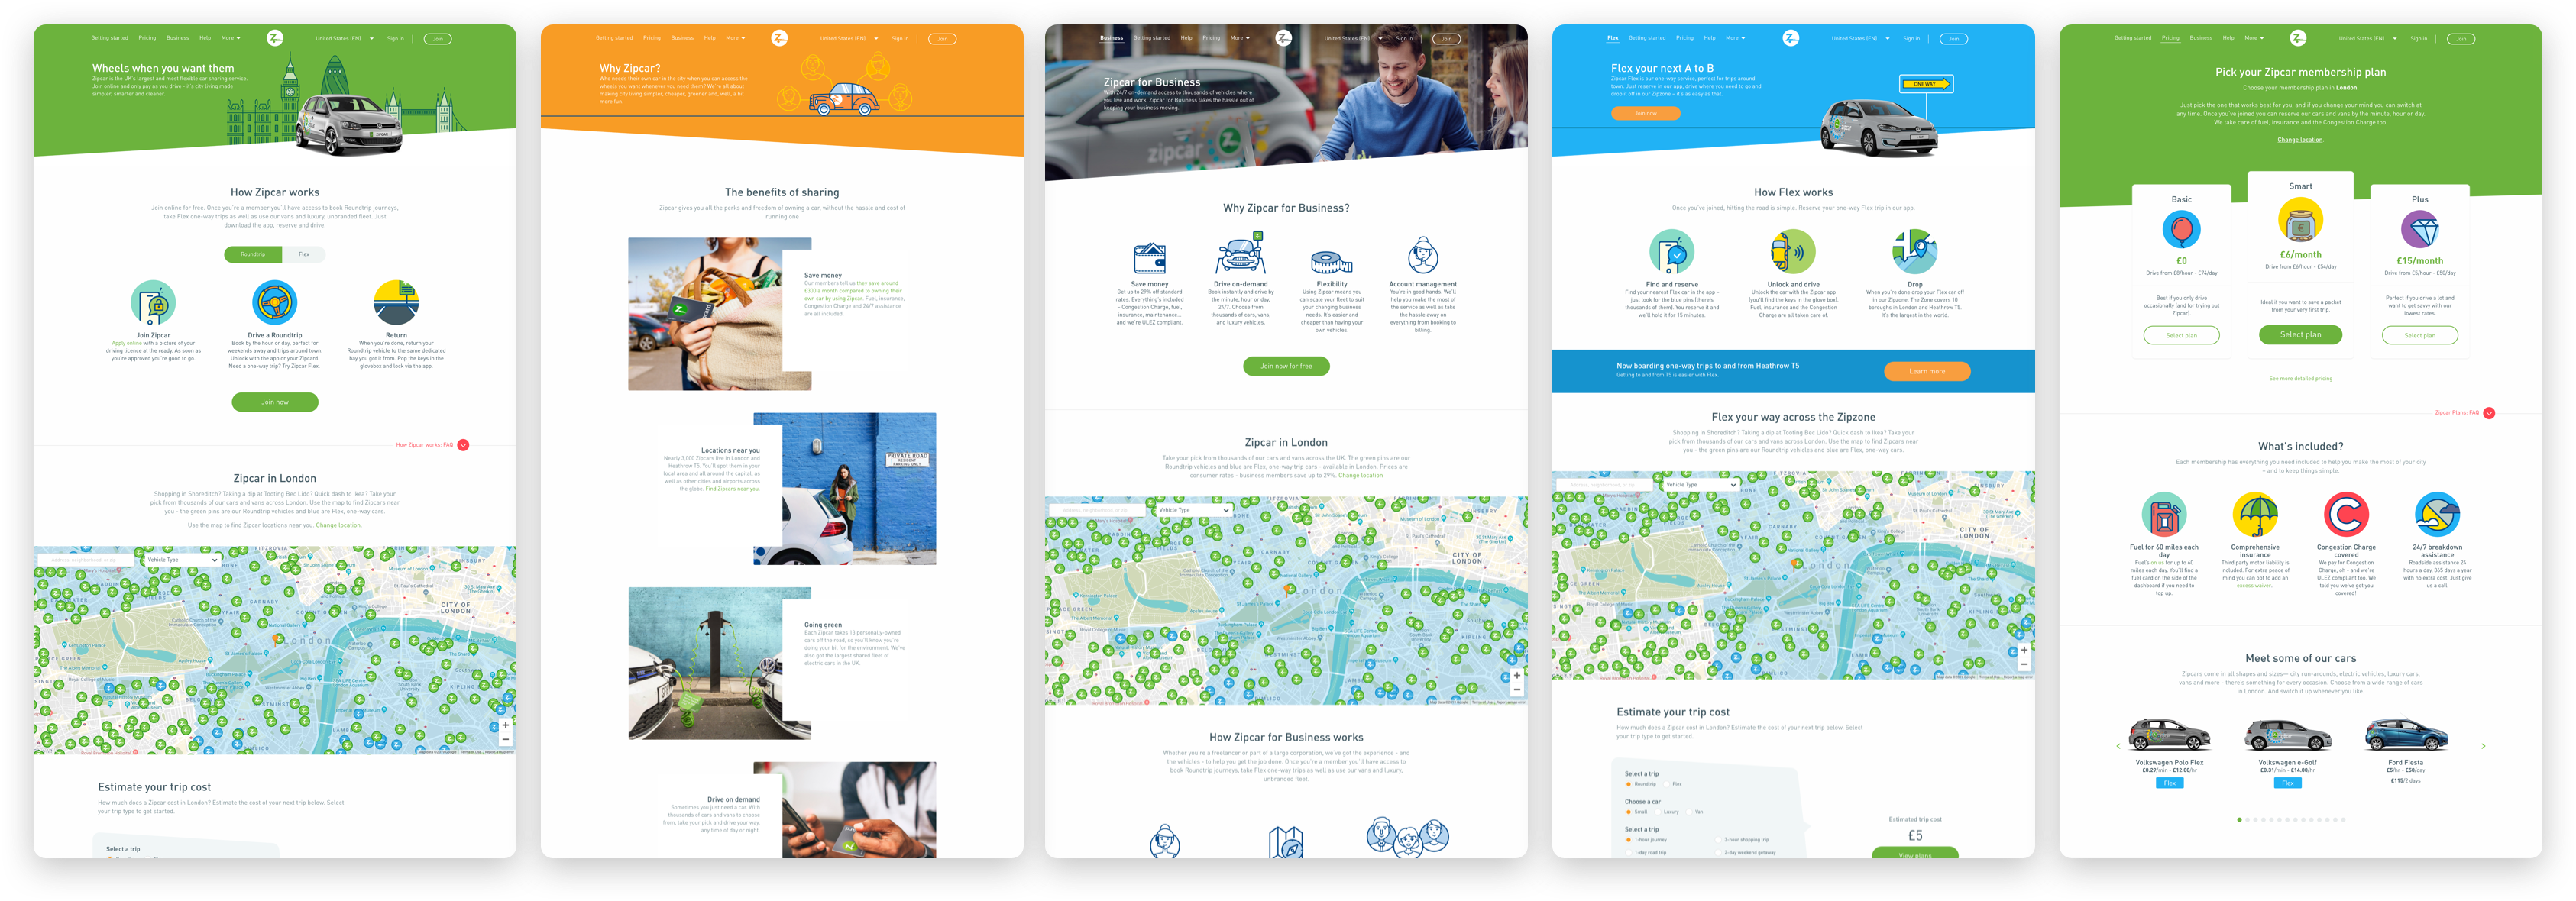 Getting started Pricing Business Help More United States (EN) Sign in Join
Wheels when you want them
Zipcar is the UK's largest and most flexible car sharing service.
Join online and only pay as you drive - it's city living made
simpler, smarter and cleaner.
ZIPCAR
How Zipcar works
Join online for free. Once you're a member you'll have access to book Roundtrip journeys,
take Flex one-way trips as well as use our vans and luxury, unbranded fleet. Just
download the app, reserve and drive.
Roundtrip Flex
Join Zipcar
Apply online with a picture of your
driving licence at the ready. As soon as
you're approved you're good to go.
Drive a Roundtrip
Book by the hour or day, perfect for
weekends away and trips around town.
Unlock with the app or your Zipcard.
Need a one-way trip? Try Zipcar Flex.
Return
When you're done, return your
Roundtrip vehicle to the same dedicated
bay you got it from. Pop the keys in the
glovebox and lock via the app.
Join now
How Zipcar works: FAQ
Zipcar in London
Shopping in Shoreditch? Taking a dip at Tooting Bec Lido? Quick dash to Ikea? Take your
pick from thousands of our cars and vans across London. Use the map to find Zipcars near
you - the green pins are our Roundtrip vehicles and blue are Flex, one-way cars.
Use the map to find Zipcar locations near you. Change location.
Address, neighborhood, or zip
Vehicle Type
CITY OF
LONDON
Estimate your trip cost
How much does a Zipcar cost in London? Estimate the cost of your next trip below. Select
your trip type to get started.
Select a trip
Getting started Pricing Business Help More United States (EN) Sign in Join
Why Zipcar?
Who needs their own car in the city when you can access the
wheels you want whenever you need them? We're all about
making city living simpler, cheaper, greener and, well, a bit
more fun.
The benefits of sharing
Zipcar gives you all the perks and freedom of owning a car, without the hassle and cost of
running one
Save money
Our members tell us they save around
£300 a month compared to owning their
own car by using Zipcar. Fuel, insurance,
Congestion Charge and 24/7 assistance
are all included.
Locations near you
Nearly 3,000 Zipcars live in London and
Heathrow T5. You'll spot them in your
local area and all around the capital, as
well as other cities and airports across
the globe. Find Zipcars near you.
PRIVATE ROAD
RESIDENT
PARKING ONLY
Going green
Each Zipcar takes 13 personally-owned
cars off the road, so you'll know you're
doing your bit for the environment. We've
also got the largest shared fleet of
electric cars in the UK.
Drive on demand
Sometimes you just need a car. With
thousands of cars and vans to choose
from, take your pick and drive your way,
any time of day or night.
Business Getting started Help Pricing More United States (EN) Sign in Join
Zipcar for Business
With 24/7 on-demand access to thousands of vehicles where
you live and work, Zipcar for Business takes the hassle out of
keeping your business moving.
zipcar
Why Zipcar for Business?
Save money
Get up to 29% off standard
rates. Everything's included
- Congestion Charge, fuel,
insurance, maintenance...
and we're ULEZ compliant.
Drive on-demand
Book instantly and drive by
the minute, hour or day,
24/7. Choose from
thousands of cars, vans,
and luxury vehicles.
Flexibility
Using Zipcar means you
can scale your fleet to suit
your changing business
needs. It's easier and
cheaper than having your
own vehicles.
Account management
You're in good hands. We'll
help you make the most of
the service as well as take
the hassle away on
everything from booking to
billing.
Join now for free
Zipcar in London
Take your pick from thousands of our cars and vans across the UK. The green pins are our
Roundtrip vehicles and blue are Flex, one-way trip cars - available in London. Prices are
consumer rates - business members save up to 29%. Change location
Address, neighborhood, or zip
Vehicle Type
CITY OF
LONDON
How Zipcar for Business works
Whether you're a freelancer or part of a large corporation, we've got the experience - and
the vehicles - to help you get the job done. Once you're a member you'll have access to
book Roundtrip journeys, take Flex one-way trips as well as use our vans and luxury,
unbranded fleet.
Flex Getting started Pricing Help More United States (EN) Sign in Join
Flex your next A to B
Zipcar Flex is our one-way service, perfect for trips around
town. Just reserve in our app, drive where you need to go and
drop it off in our Zipzone – it's as easy as that.
Join now
ONE WAY
How Flex works
Once you've joined, hitting the road is simple. Reserve your one-way Flex trip in our app.
Find and reserve
Find your nearest Flex car in the app –
just look for the blue pins (there's
thousands of them). You reserve it and
we'll hold it for 15 minutes.
Unlock and drive
Unlock the car with the Zipcar app
(you'll find the keys in the glove box).
Fuel, insurance and the Congestion
Charge are all taken care of.
Drop
When you're done drop your Flex car off
in our Zipzone. The Zone covers 10
boroughs in London and Heathrow T5.
It's the largest in the world.
Now boarding one-way trips to and from Heathrow T5
Getting to and from T5 is easier with Flex.
Learn more
Flex your way across the Zipzone
Shopping in Shoreditch? Taking a dip at Tooting Bec Lido? Quick dash to Ikea? Take your
pick from thousands of our cars and vans across London. Use the map to find Zipcars near
you - the green pins are our Roundtrip vehicles and blue are Flex, one-way cars.
Address, neighborhood, or zip
Vehicle Type
CITY OF
LONDON
Estimate your trip cost
How much does a Zipcar cost in London? Estimate the cost of your next trip below. Select
your trip type to get started.
Select a trip
Roundtrip Flex
Choose a car
Small Luxury Van
Select a trip
1-hour journey 3-hour shopping trip
1-day road trip 2-day weekend getaway
Estimated trip cost
£5
View plans
Getting started Pricing Business Help More United States (EN) Sign in Join
Pick your Zipcar membership plan
Choose your membership plan in London.
Just pick the one that works best for you, and if you change your mind you can switch at
any time. Once you've joined you can reserve our cars and vans by the minute, hour or day.
We take care of fuel, insurance and the Congestion Charge too.
Change location
Basic
£0
Drive from £8/hour - £74/day
Best if you only drive
occasionally (and for trying out
Zipcar).
Select plan
Smart
£6/month
Drive from £6/hour - £54/day
Ideal if you want to save a packet
from your very first trip.
Select plan
Plus
£15/month
Drive from £5/hour - £50/day
Perfect if you drive a lot and
want to get savvy with our
lowest rates.
Select plan
See more detailed pricing
Zipcar Plans: FAQ
What's included?
Each membership has everything you need included to help you make the most of your city
– and to keep things simple.
Fuel for 60 miles each
day
Fuel's on us for up to 60
miles each day. You'll find a
fuel card on the side of the
dashboard if you need to
top up.
Comprehensive
insurance
Third party motor liability is
included. For extra peace of
mind you can opt to add an
excess waiver.
Congestion Charge
covered
We pay for Congestion
Charge, oh - and we're
ULEZ compliant too. We
told you we've got you
covered!
24/7 breakdown
assistance
Roadside assistance 24
hours a day, 365 days a year
with no extra cost. Just give
us a call.
Meet some of our cars
Zipcars come in all shapes and sizes— city run-arounds, electric vehicles, luxury cars,
vans and more - there's something for every occasion. Choose from a wide range of cars
in London. And switch it up whenever you like.
Volkswagen Polo Flex
£0.29/min - £12.00/hr
Flex
Volkswagen e-Golf
£0.31/min - £14.00/hr
Flex
Ford Fiesta
£5/hr - £50/day
£115/2 days